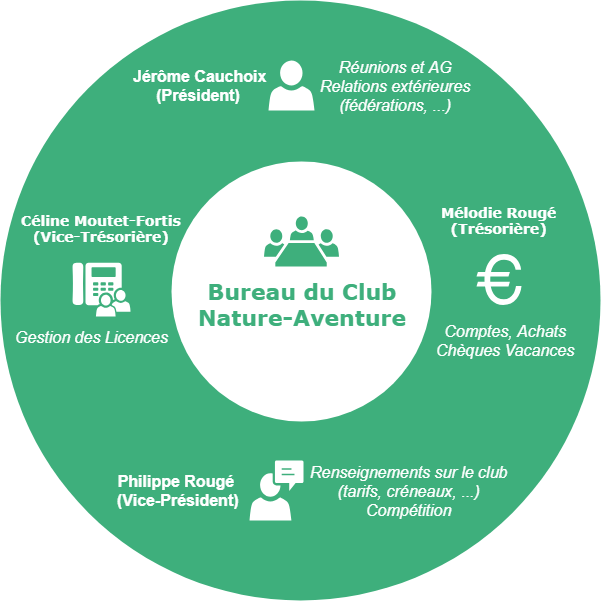 Jérôme Cauchoix
(Président)
Réunions et AG
Relations extérieures
(fédérations, ...)
Céline Moutet-Fortis
(Vice-Trésorière)
Gestion des Licences
Bureau du Club
Nature-Aventure
Mélodie Rougé
(Trésorière)
€
Comptes, Achats
Chèques Vacances
Philippe Rougé
(Vice-Président)
Renseignements sur le club
(tarifs, créneaux, ...)
Compétition